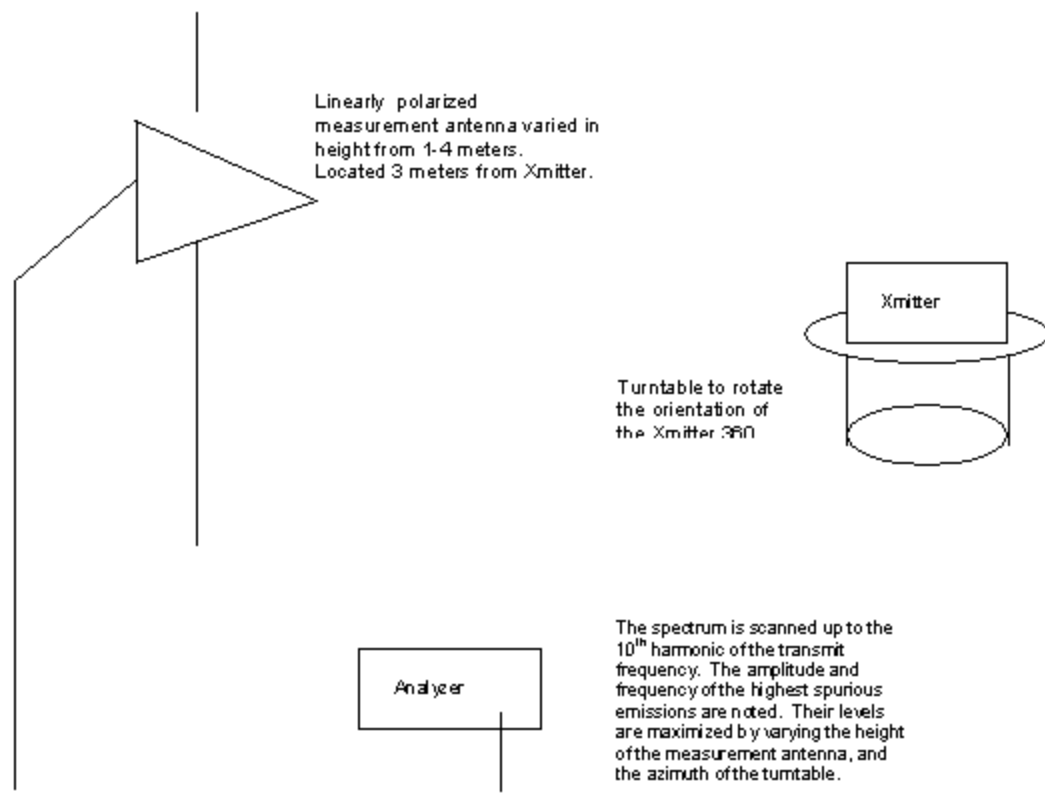 Linearly polarized
measurement antenna varied in
height from 1-4 meters.
Located 3 meters from Xmitter.
Xmitter
Turntable to rotate
the orientation of
the Xmitter 360
The spectrum is scanned up to the
10th harmonic of the transmit
frequency. The amplitude and
frequency of the highest spurious
emissions are noted. Their levels
are maximized by varying the height
of the measurement antenna, and
the azimuth of the turntable.
Analyzer